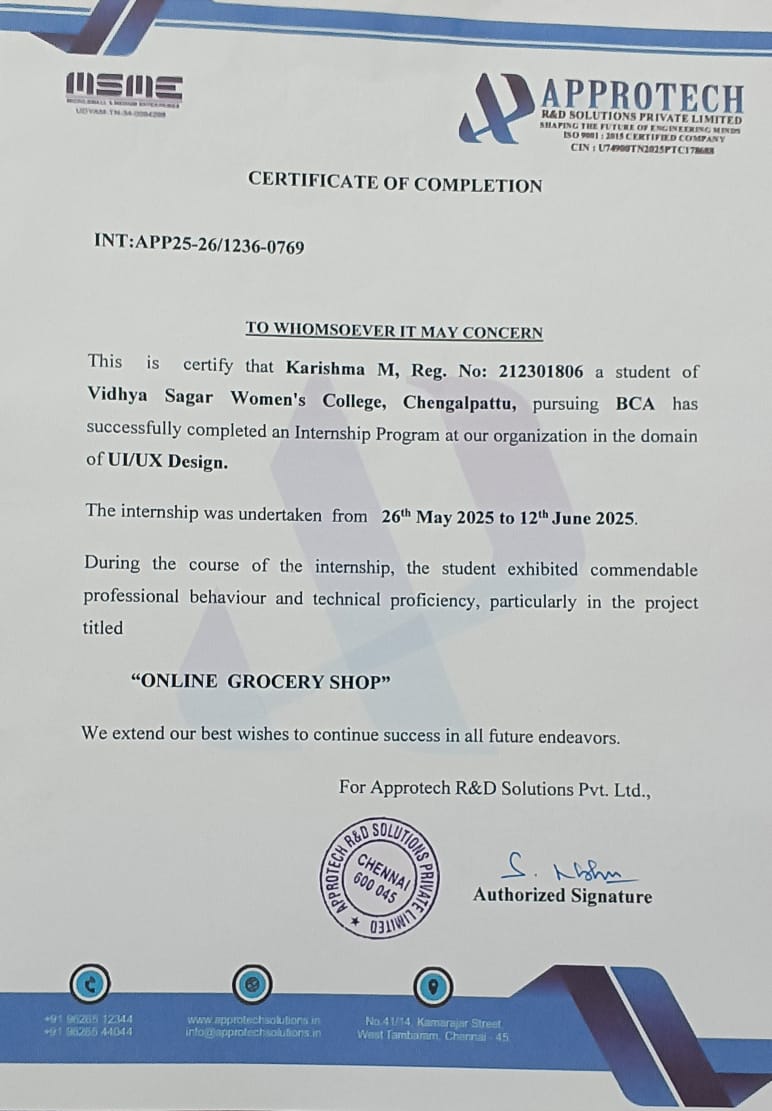 MSME
MICRO, SMALL & MEDIUM ENTERPRISES
APPROTECH
R&D SOLUTIONS PRIVATE LIMITED
SHAPING THE FUTURE OF ENGINEERING MINDS
ISO 9001 : 2015 CERTIFIED COMPANY
CIN : U74900TN2025PTC178688
CERTIFICATE OF COMPLETION
INT:APP25-26/1236-0769
TO WHOMSOEVER IT MAY CONCERN
This is certify that Karishma M, Reg. No: 212301806 a student of
Vidhya Sagar Women's College, Chengalpattu, pursuing BCA has
successfully completed an Internship Program at our organization in the domain
of UI/UX Design.
The internship was undertaken from 26th May 2025 to 12th June 2025.
During the course of the internship, the student exhibited commendable
professional behaviour and technical proficiency, particularly in the project
titled
“ONLINE GROCERY SHOP”
We extend our best wishes to continue success in all future endeavors.
For Approtech R&D Solutions Pvt. Ltd.,
APPROTECH R&D SOLUTIONS PRIVATE LIMITED ★
CHENNAI
600 045
S.
Authorized Signature
+91 96265 12344
+91 96265 44044
www.approtechsolutions.in
info@approtechsolutions.in
No.41/14, Kamarajar Street,
West Tambaram, Chennai - 45.